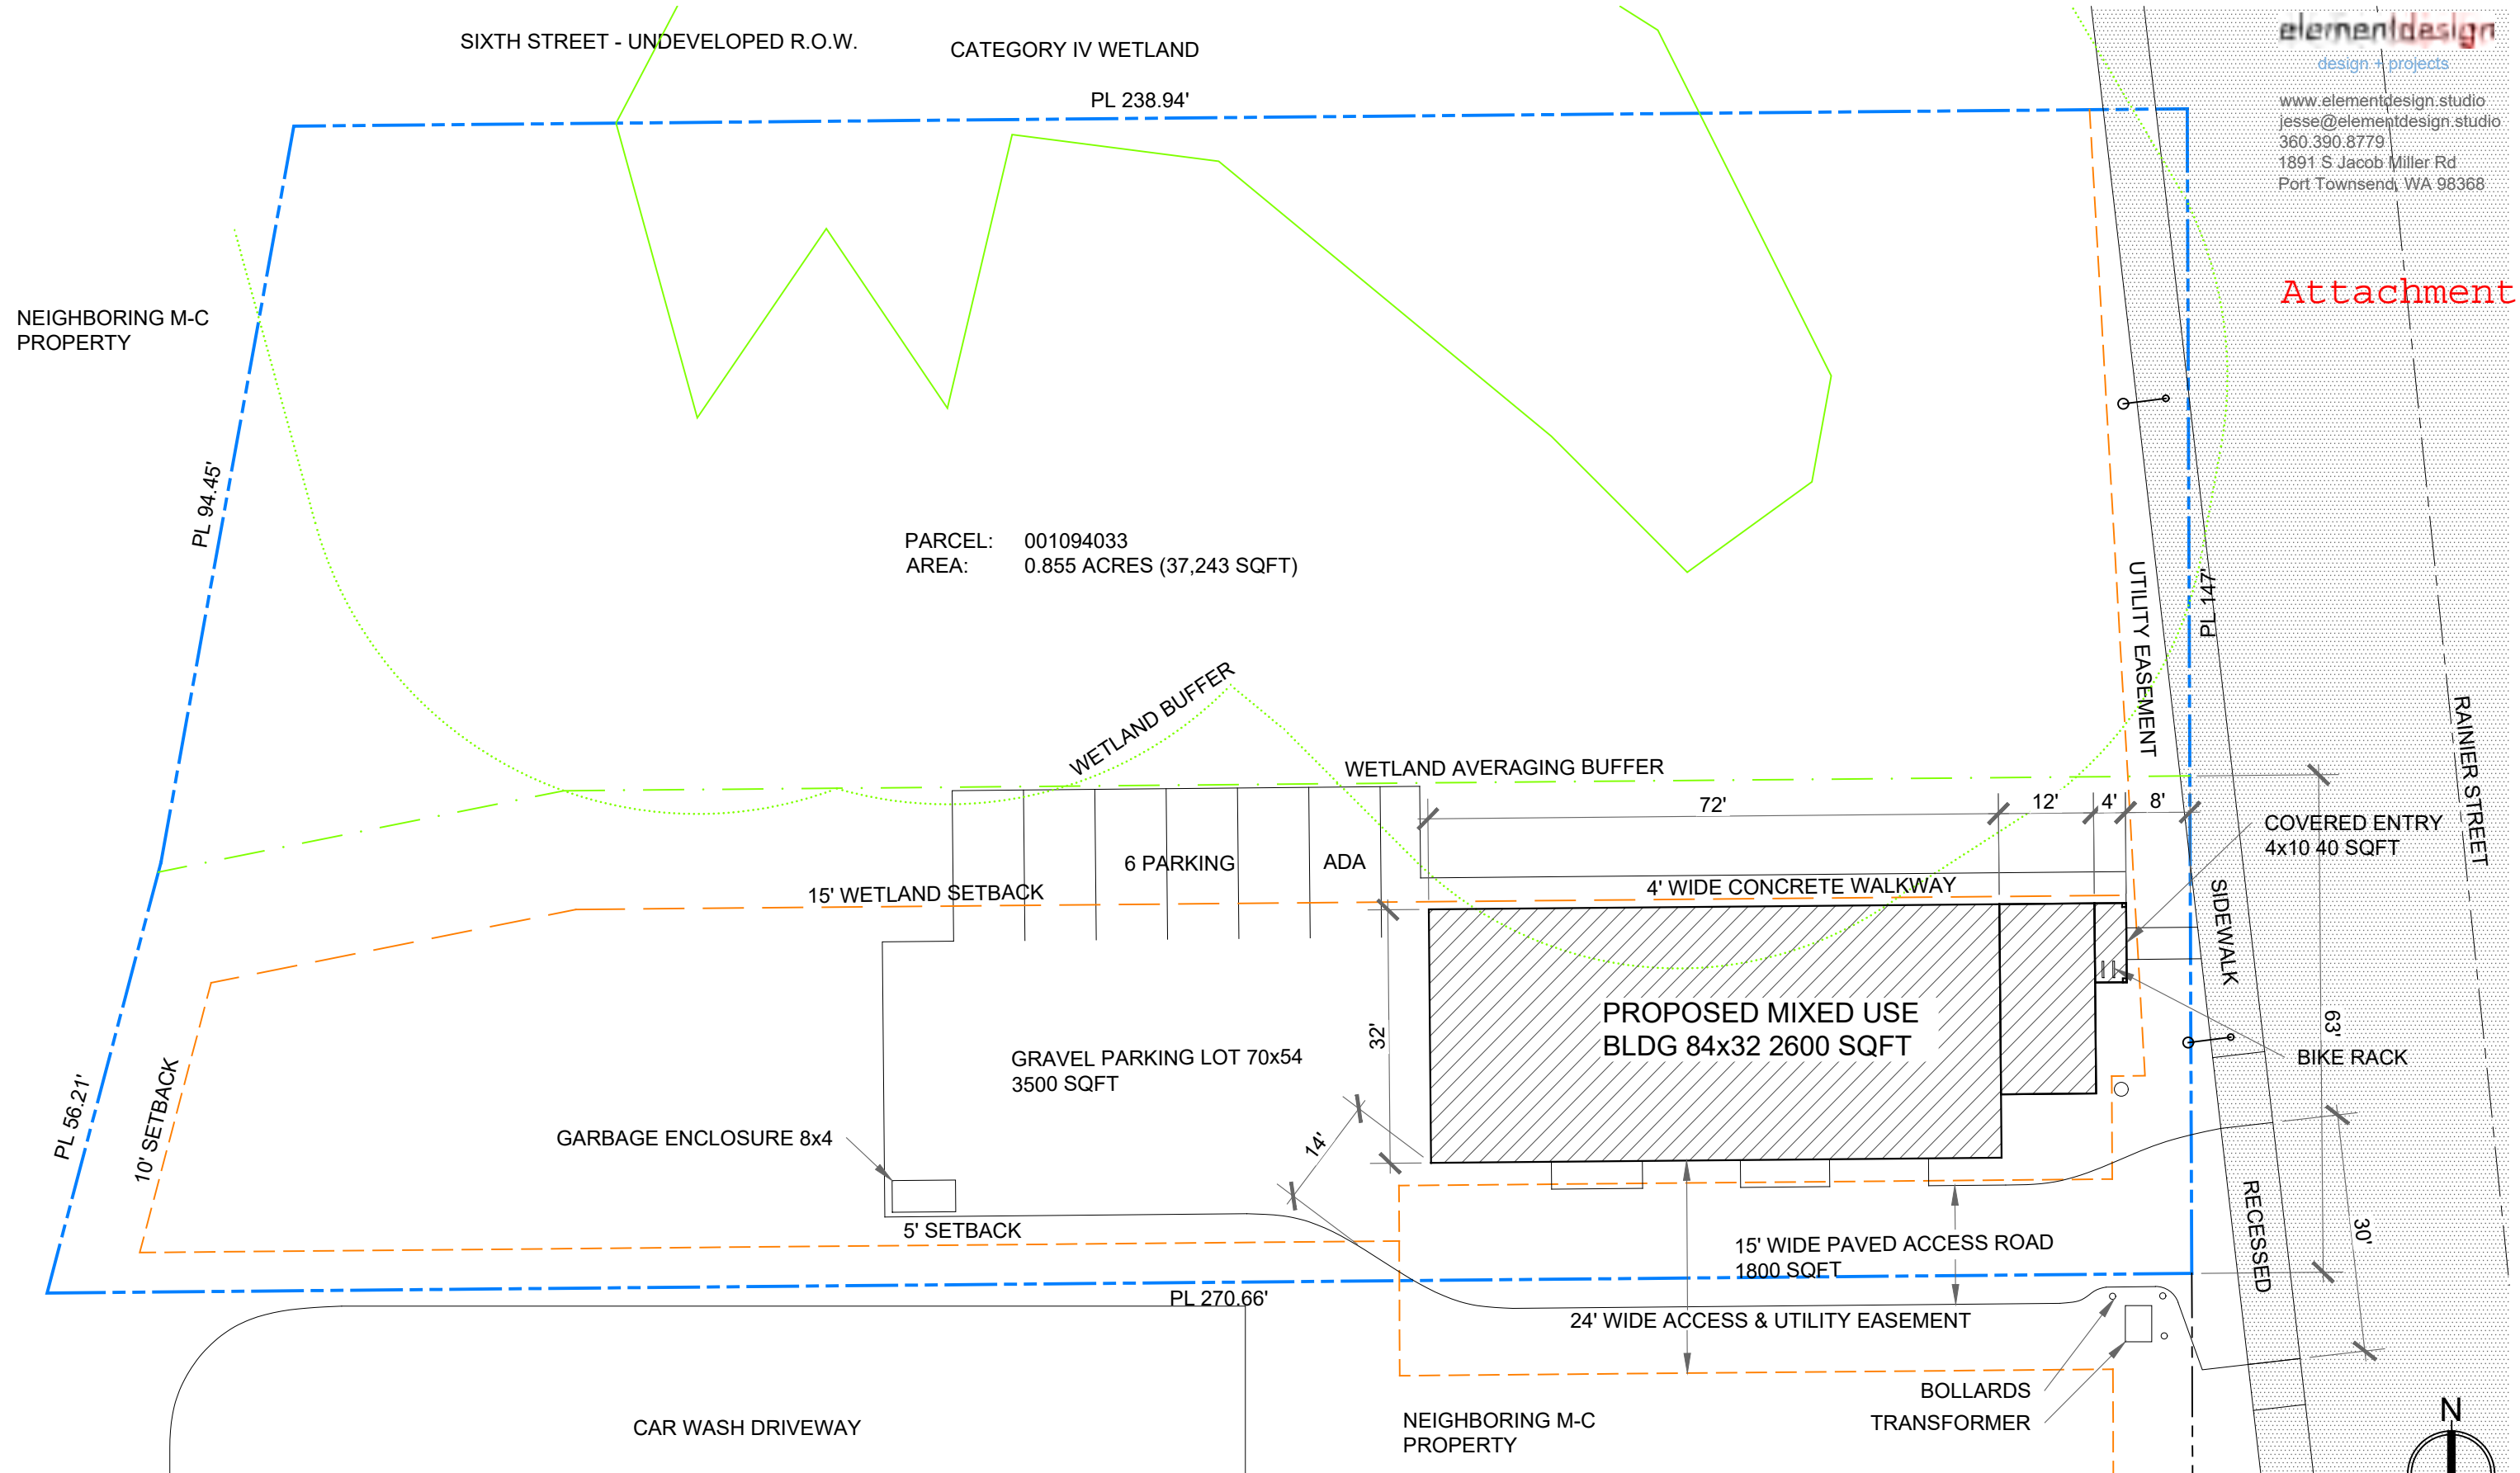 SIXTH STREET - UNDEVELOPED R.O.W.
CATEGORY IV WETLAND
PL 238.94'
elementdesign
design + projects
www.elementdesign.studio
jesse@elementdesign.studio
360.390.8779
1891 S Jacob Miller Rd
Port Townsend, WA 98368
Attachment
NEIGHBORING M-C
PROPERTY
PL 94.45'
PARCEL: 001094033
AREA: 0.855 ACRES (37,243 SQFT)
UTILITY EASEMENT
PL 147'
RAINIER STREET
WETLAND BUFFER
WETLAND AVERAGING BUFFER
72'
12'
4'
8'
COVERED ENTRY
4x10 40 SQFT
6 PARKING
ADA
15' WETLAND SETBACK
4' WIDE CONCRETE WALKWAY
SIDEWALK
PROPOSED MIXED USE
BLDG 84x32 2600 SQFT
32'
63'
BIKE RACK
GRAVEL PARKING LOT 70x54
3500 SQFT
PL 56.21'
10' SETBACK
GARBAGE ENCLOSURE 8x4
14'
5' SETBACK
15' WIDE PAVED ACCESS ROAD
1800 SQFT
RECESSED
30'
PL 270.66'
24' WIDE ACCESS & UTILITY EASEMENT
BOLLARDS
TRANSFORMER
CAR WASH DRIVEWAY
NEIGHBORING M-C
PROPERTY
N